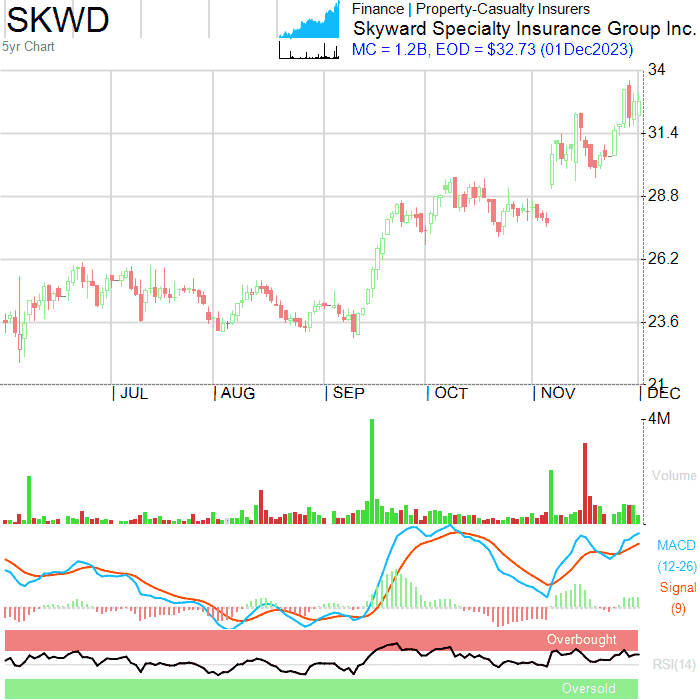 SKWD
5yr Chart
Finance | Property-Casualty Insurers
Skyward Specialty Insurance Group Inc.
MC = 1.2B, EOD = $32.73 (01Dec2023)
34
31.4
28.8
26.2
23.6
21
| JUL | AUG | SEP | OCT | NOV | DEC
4M
Volume
MACD
(12-26)
Signal
(9)
Overbought
RSI(14)
Oversold